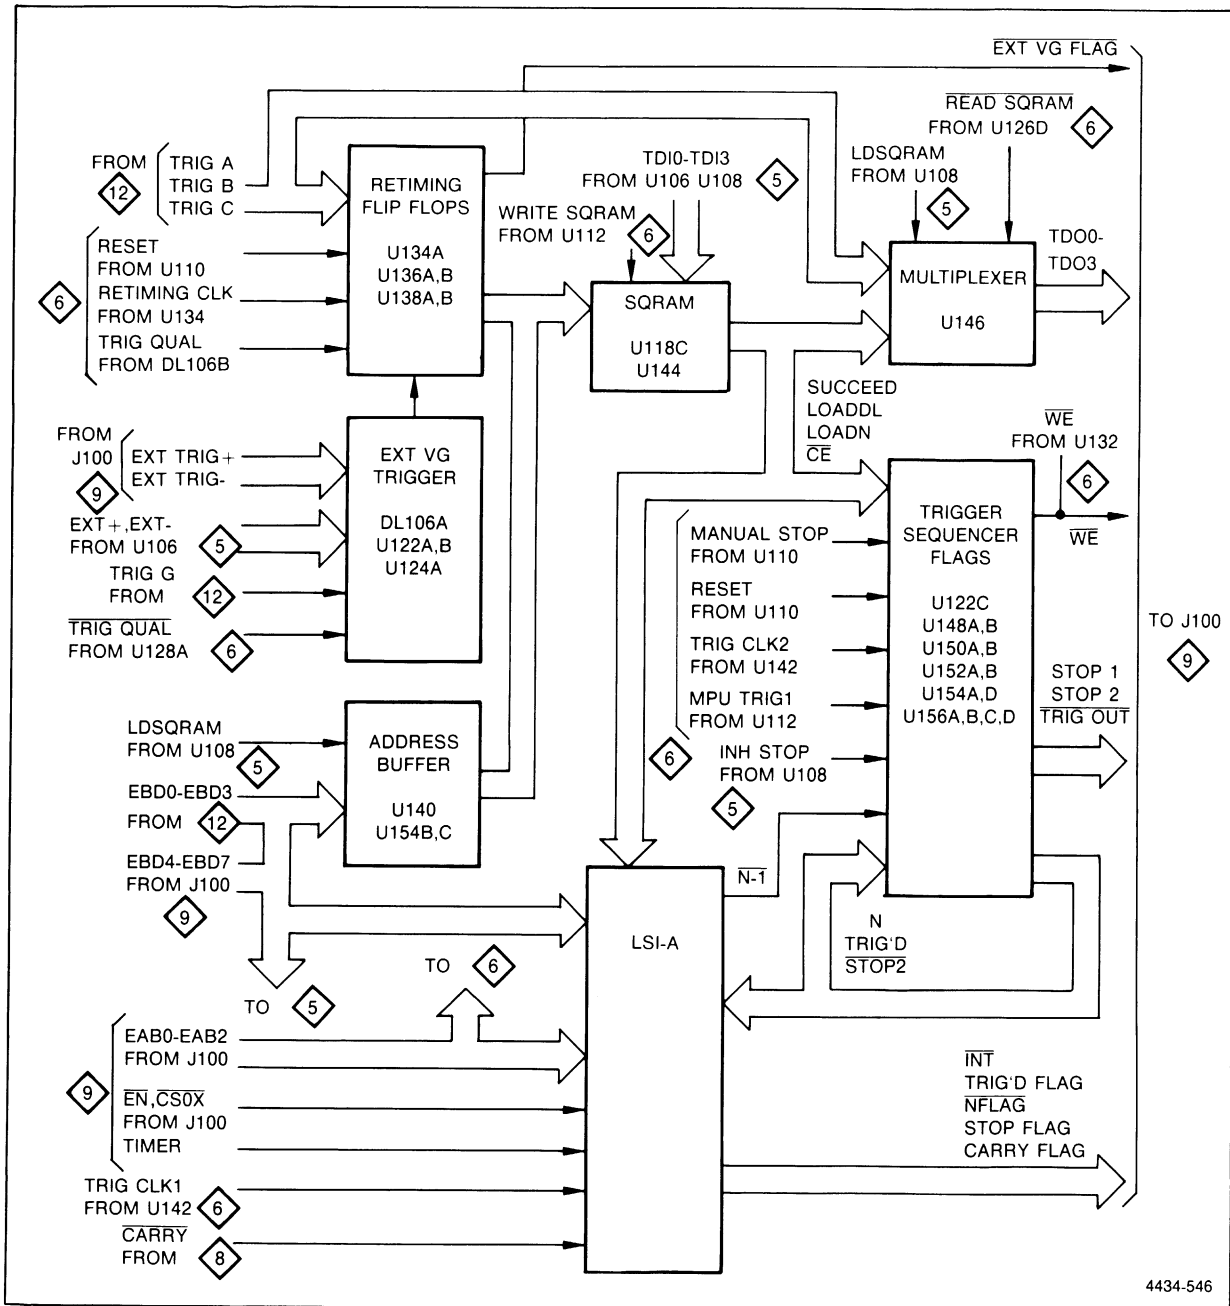 EXT VG FLAG
READ SQRAM
FROM U126D 6
FROM
12
TRIG A
TRIG B
TRIG C
RETIMING
FLIP FLOPS
U134A
U136A,B
U138A,B
TDI0-TDI3
FROM U106 U108 5
LDSQRAM
FROM U108
5
WRITE SQRAM
FROM U112
6
RESET
FROM U110
RETIMING CLK
FROM U134
TRIG QUAL
FROM DL106B
6
SQRAM
U118C
U144
MULTIPLEXER
U146
TDO0-
TDO3
SUCCEED
LOADDL
LOADN
CE
WE
FROM U132
6
WE
FROM
J100
9
EXT TRIG+
EXT TRIG-
EXT+,EXT-
FROM U106 5
TRIG G
FROM 12
TRIG QUAL
FROM U128A 6
EXT VG
TRIGGER
DL106A
U122A,B
U124A
MANUAL STOP
FROM U110
RESET
FROM U110
TRIG CLK2
FROM U142
MPU TRIG1
FROM U112
6
INH STOP
FROM U108
5
TRIGGER
SEQUENCER
FLAGS
U122C
U148A,B
U150A,B
U152A,B
U154A,D
U156A,B,C,D
TO J100
9
STOP 1
STOP 2
TRIG OUT
LDSQRAM
FROM U108
5
EBD0-EBD3
FROM 12
EBD4-EBD7
FROM J100
9
ADDRESS
BUFFER
U140
U154B,C
N-1
N
TRIG'D
STOP2
LSI-A
TO 6
TO 5
9
EAB0-EAB2
FROM J100
EN,CS0X
FROM J100
TIMER
TRIG CLK1
FROM U142 6
CARRY
FROM 8
INT
TRIG'D FLAG
NFLAG
STOP FLAG
CARRY FLAG
4434-546